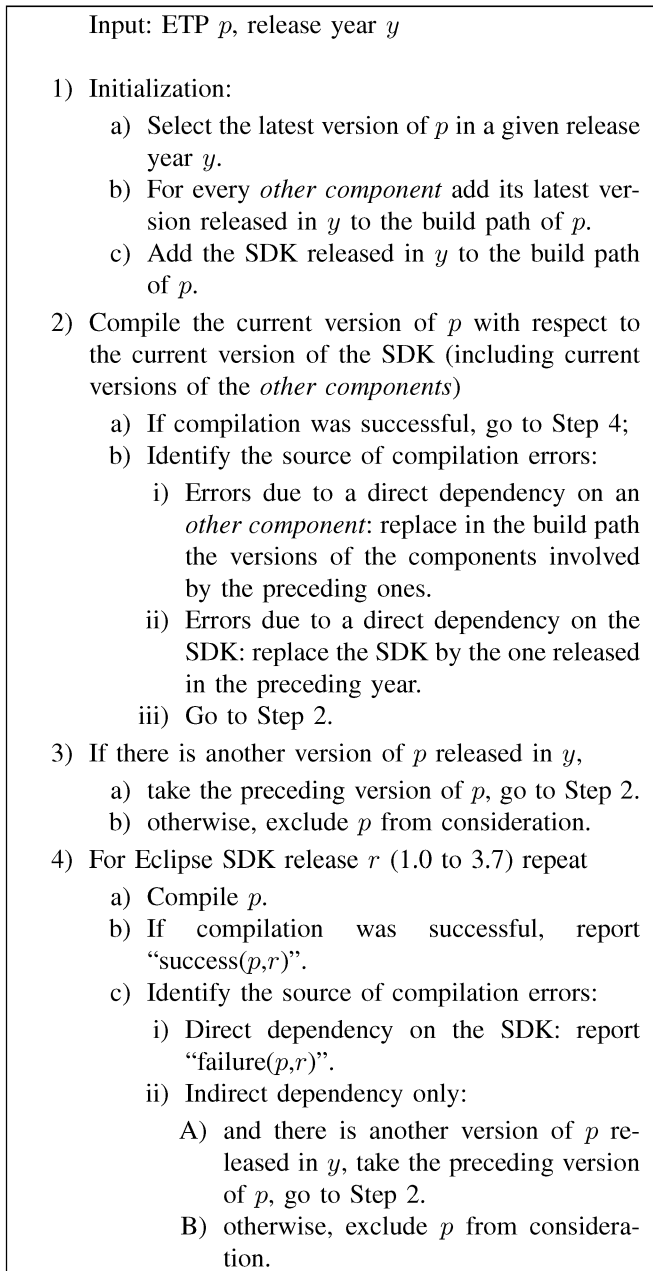 Input: ETP p, release year y
1) Initialization:
a) Select the latest version of p in a given release
year y.
b) For every other component add its latest ver-
sion released in y to the build path of p.
c) Add the SDK released in y to the build path
of p.
2) Compile the current version of p with respect to
the current version of the SDK (including current
versions of the other components)
a) If compilation was successful, go to Step 4;
b) Identify the source of compilation errors:
i) Errors due to a direct dependency on an
other component: replace in the build path
the versions of the components involved
by the preceding ones.
ii) Errors due to a direct dependency on the
SDK: replace the SDK by the one released
in the preceding year.
iii) Go to Step 2.
3) If there is another version of p released in y,
a) take the preceding version of p, go to Step 2.
b) otherwise, exclude p from consideration.
4) For Eclipse SDK release r (1.0 to 3.7) repeat
a) Compile p.
b) If compilation was successful, report
“success(p,r)”.
c) Identify the source of compilation errors:
i) Direct dependency on the SDK: report
“failure(p,r)”.
ii) Indirect dependency only:
A) and there is another version of p re-
leased in y, take the preceding version
of p, go to Step 2.
B) otherwise, exclude p from considera-
tion.